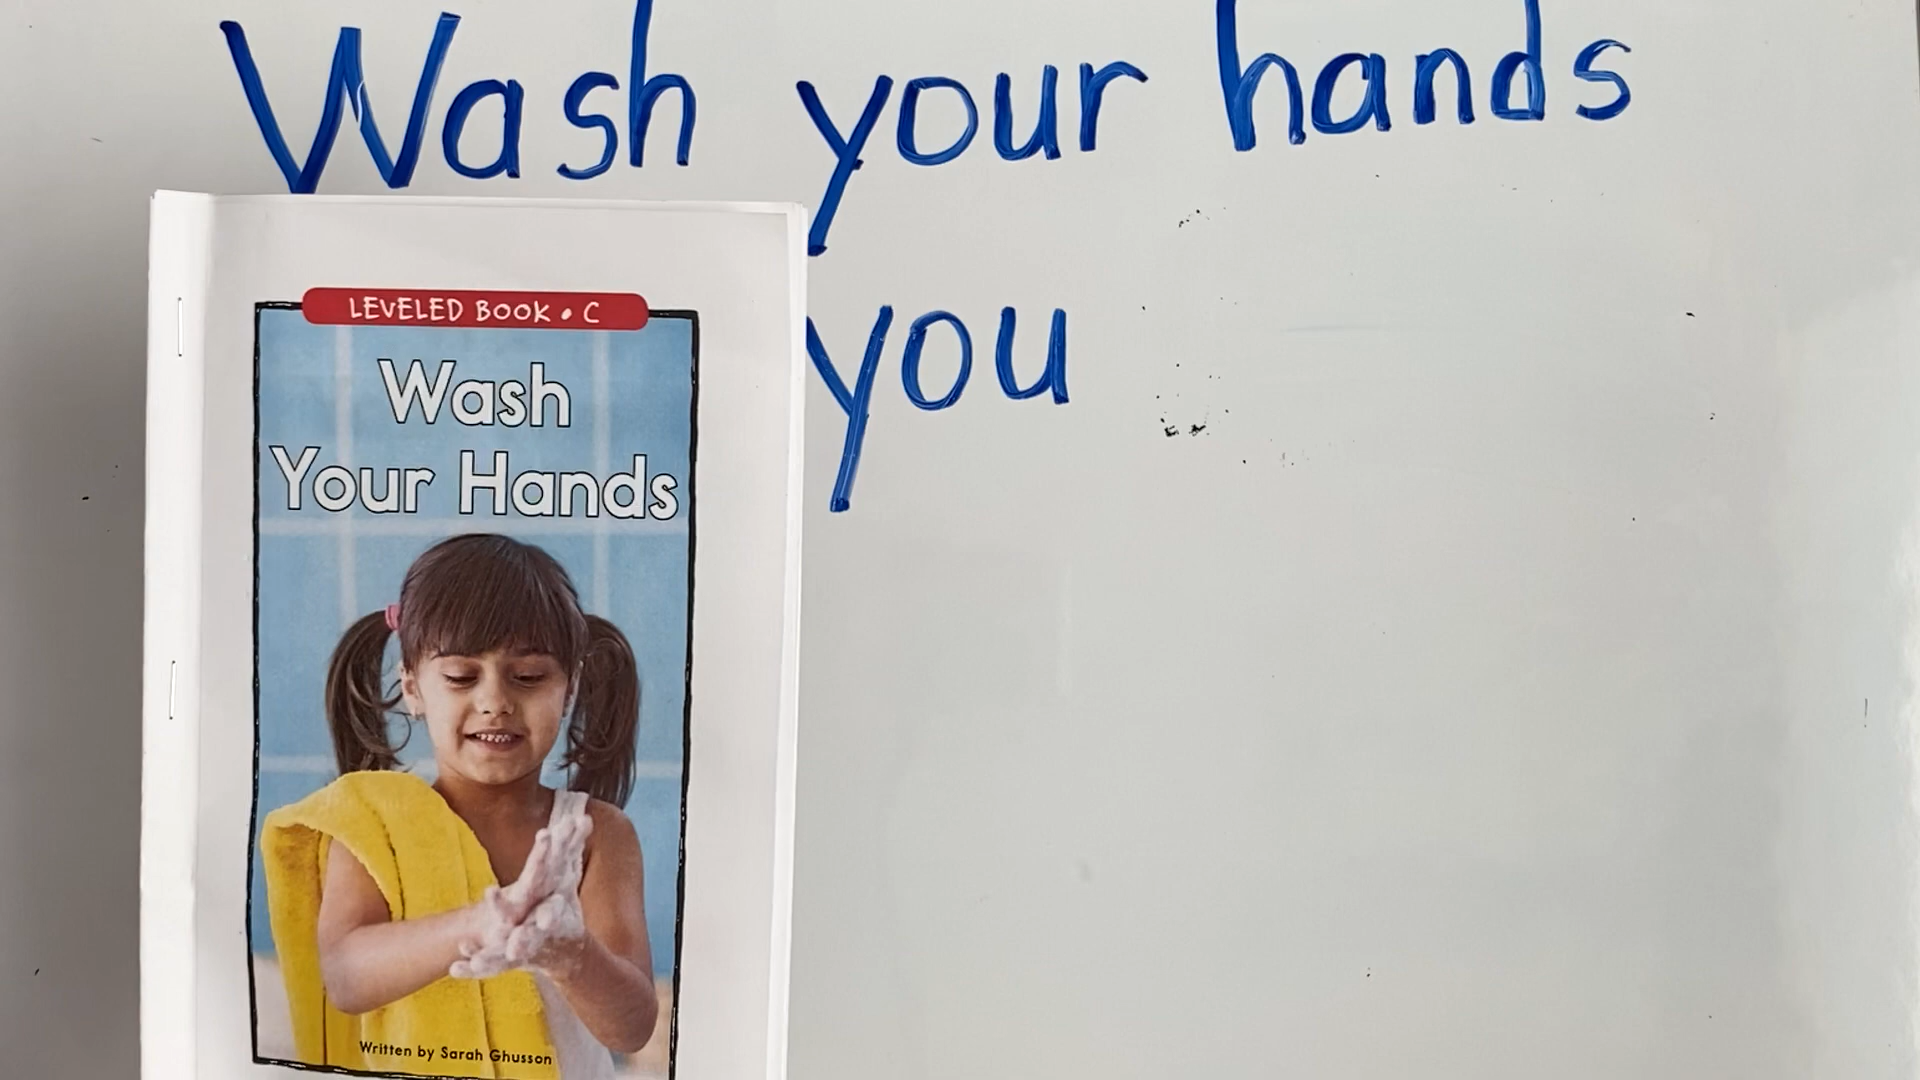 Wash your hands
you
LEVELED BOOK • C
Wash
Your Hands
Written by Sarah Ghusson